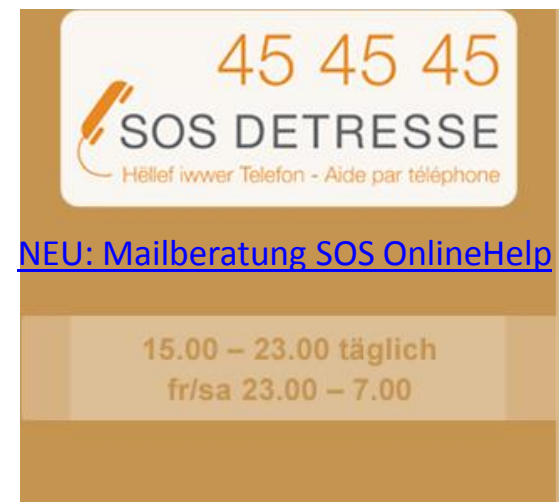 45 45 45
SOS DETRESSE
Hëllef iwwer Telefon - Aide par téléphone
NEU: Mailberatung SOS OnlineHelp
15.00 – 23.00 täglich
fr/sa 23.00 – 7.00